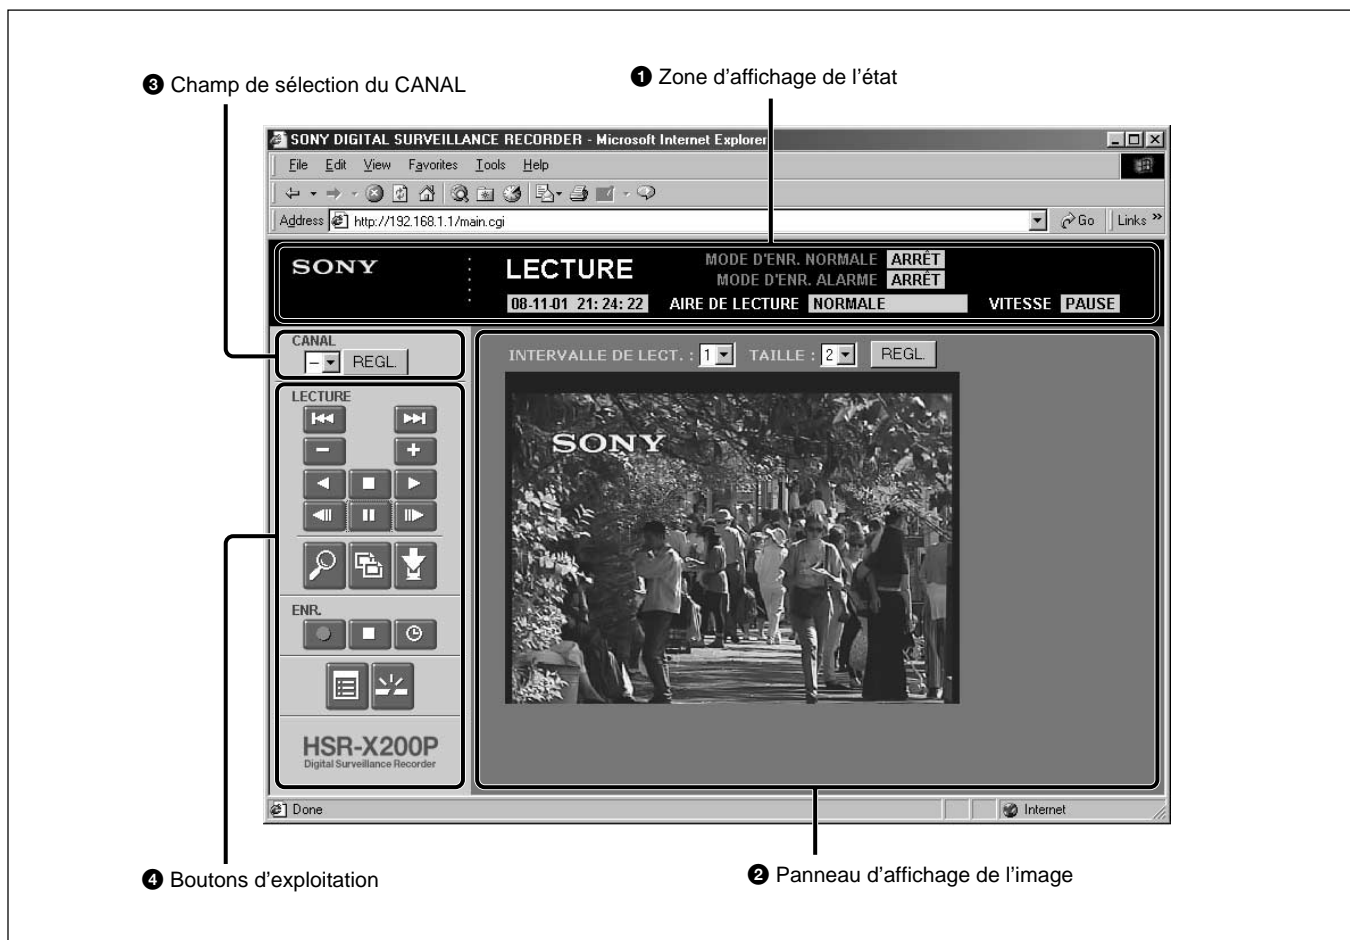 ❸ Champ de sélection du CANAL
❶ Zone d'affichage de l'état
SONY DIGITAL SURVEILLANCE RECORDER - Microsoft Internet Explorer
File Edit View Favorites Tools Help
Address http://192.168.1.1/main.cgi Go Links »
SONY
LECTURE
MODE D'ENR. NORMALE ARRÊT
MODE D'ENR. ALARME ARRÊT
08-11-01 21:24:22 AIRE DE LECTURE NORMALE VITESSE PAUSE
CANAL
– REGL.
INTERVALLE DE LECT. : 1 TAILLE : 2 REGL.
LECTURE
SONY
ENR.
HSR-X200P
Digital Surveillance Recorder
Done Internet
❹ Boutons d'exploitation
❷ Panneau d'affichage de l'image